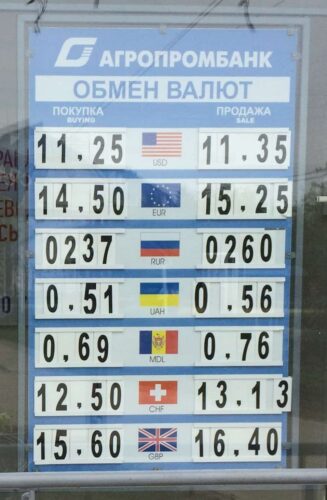 АГРОПРОМБАНК
ОБМЕН ВАЛЮТ
ПОКУПКА ПРОДАЖА
BUYING SALE
11.25 USD 11.35
14.50 EUR 15.25
0237 RUR 0260
0.51 UAH 0.56
0,69 MDL 0,76
12.50 CHF 13.13
15.60 GBP 16.40